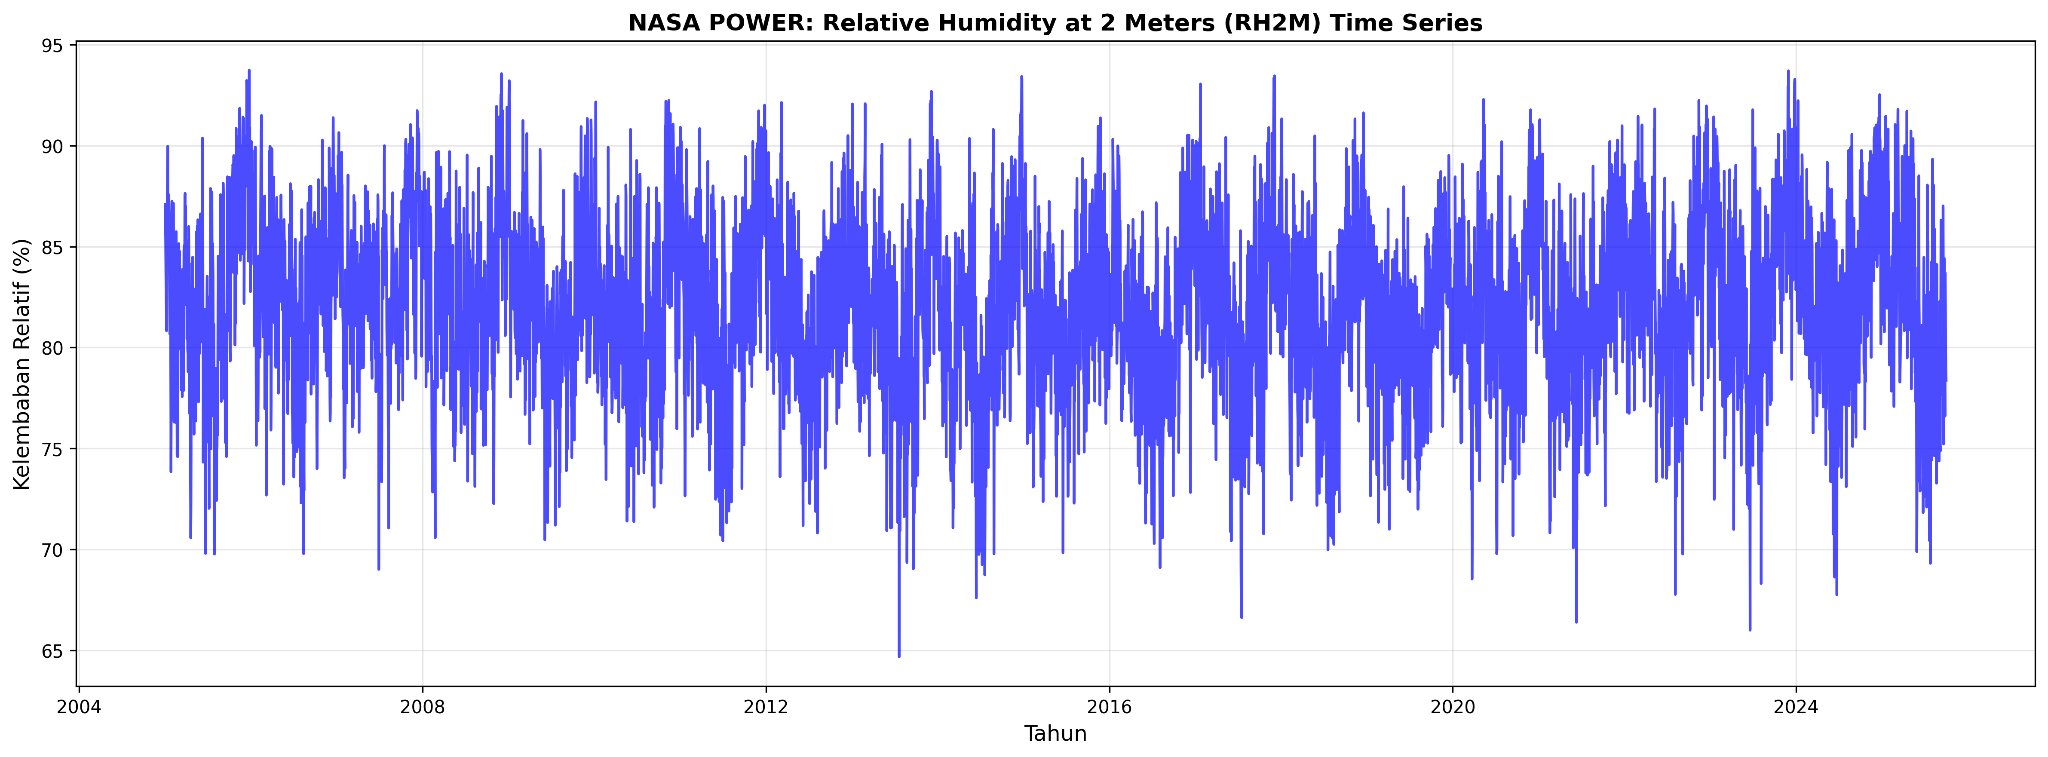 NASA POWER: Relative Humidity at 2 Meters (RH2M) Time Series
Kelembaban Relatif (%)
95
90
85
80
75
70
65
2004 2008 2012 2016 2020 2024
Tahun